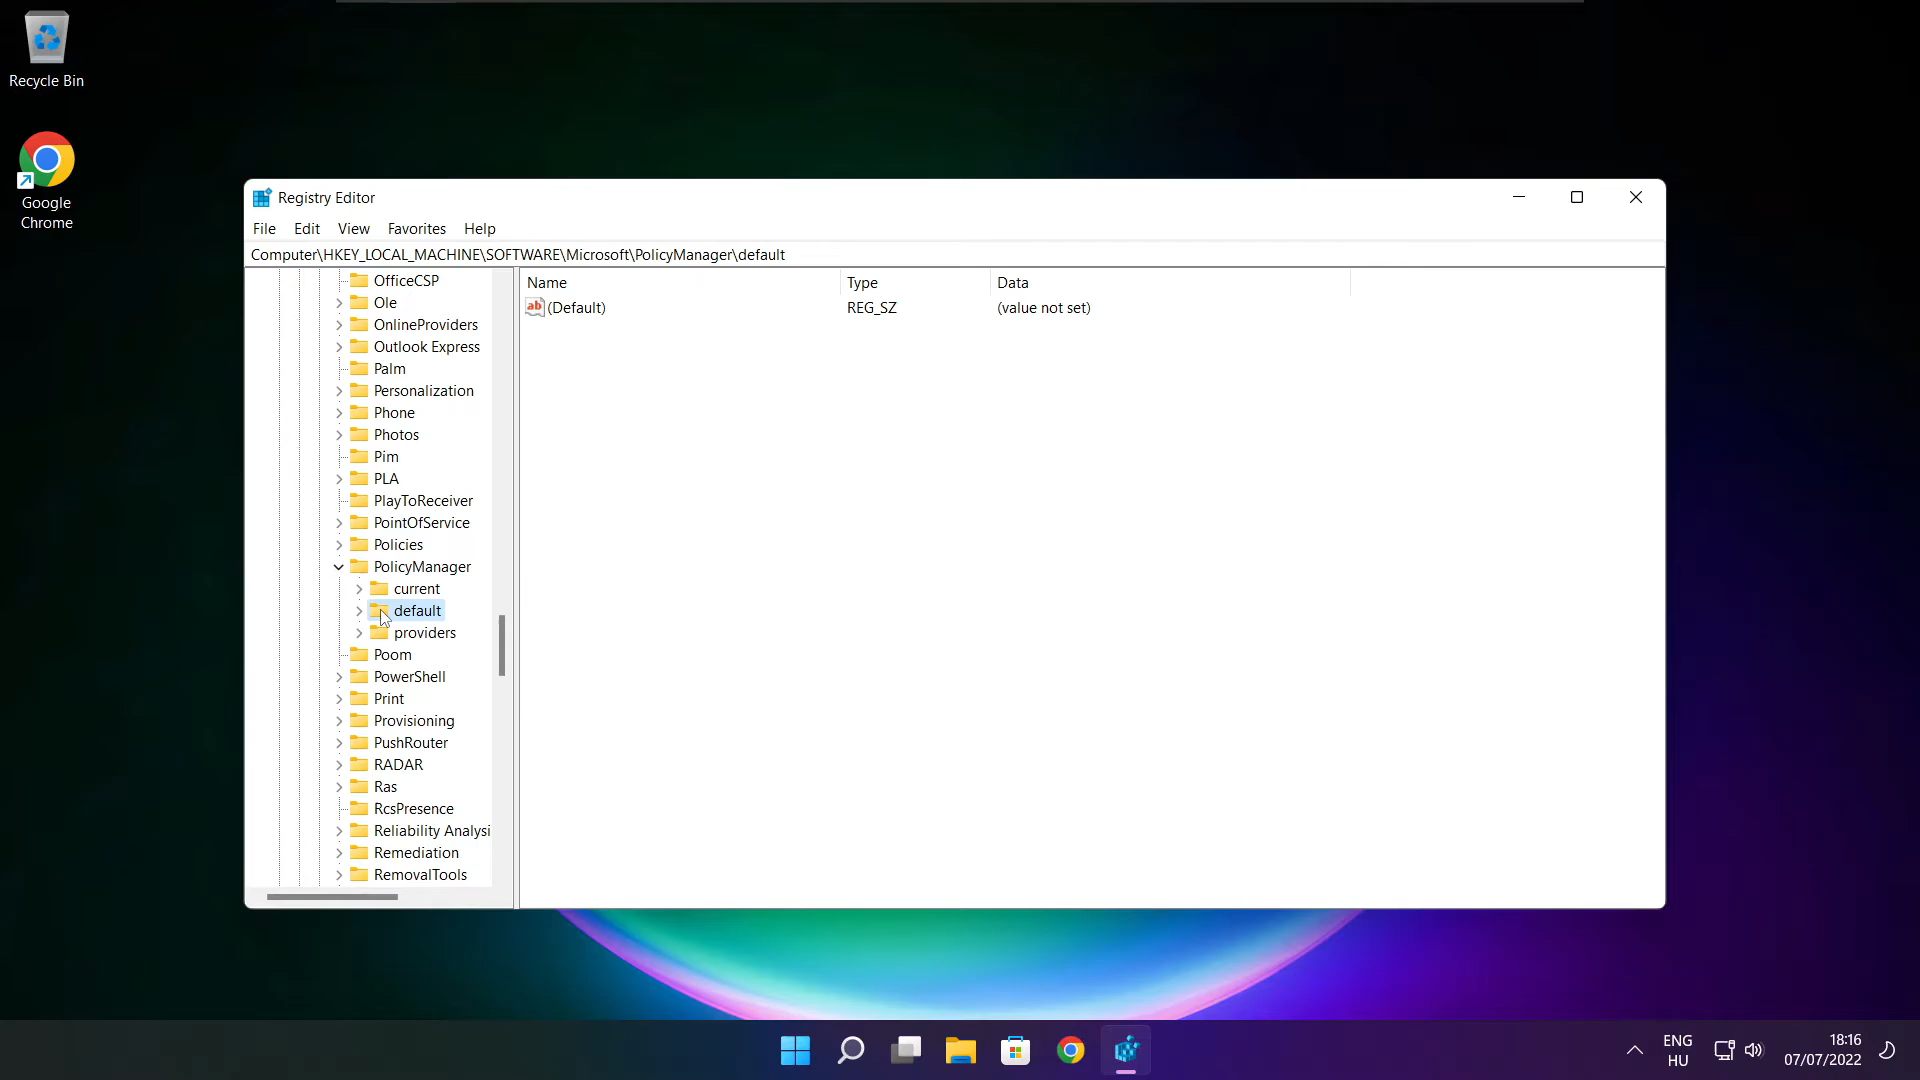 Recycle Bin
Google
Chrome
Registry Editor
File Edit View Favorites Help
Computer\HKEY_LOCAL_MACHINE\SOFTWARE\Microsoft\PolicyManager\default
OfficeCSP
Ole
OnlineProviders
Outlook Express
Palm
Personalization
Phone
Photos
Pim
PLA
PlayToReceiver
PointOfService
Policies
PolicyManager
current
default
providers
Poom
PowerShell
Print
Provisioning
PushRouter
RADAR
Ras
RcsPresence
Reliability Analysi
Remediation
RemovalTools
Name Type Data
ab (Default) REG_SZ (value not set)
ENG
HU
18:16
07/07/2022